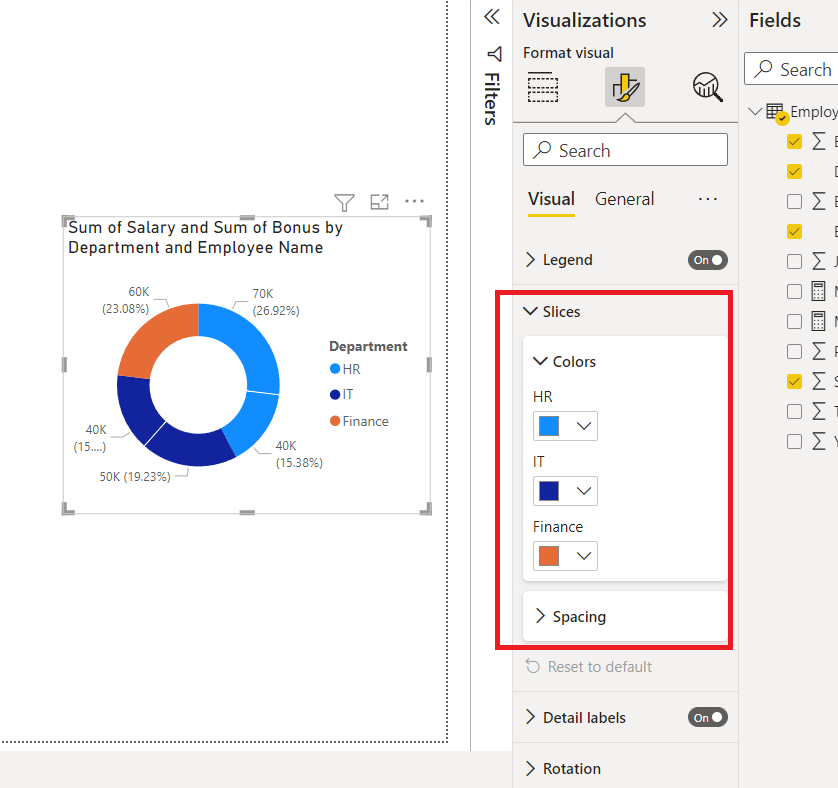 Sum of Salary and Sum of Bonus by
Department and Employee Name
60K
(23.08%)
70K
(26.92%)
40K
(15....)
50K (19.23%)
40K
(15.38%)
Department
HR
IT
Finance
Filters
Visualizations
Format visual
Search
Visual
General
Legend
On
Slices
Colors
HR
IT
Finance
Spacing
Reset to default
Detail labels
On
Rotation
Fields
Search
Employ